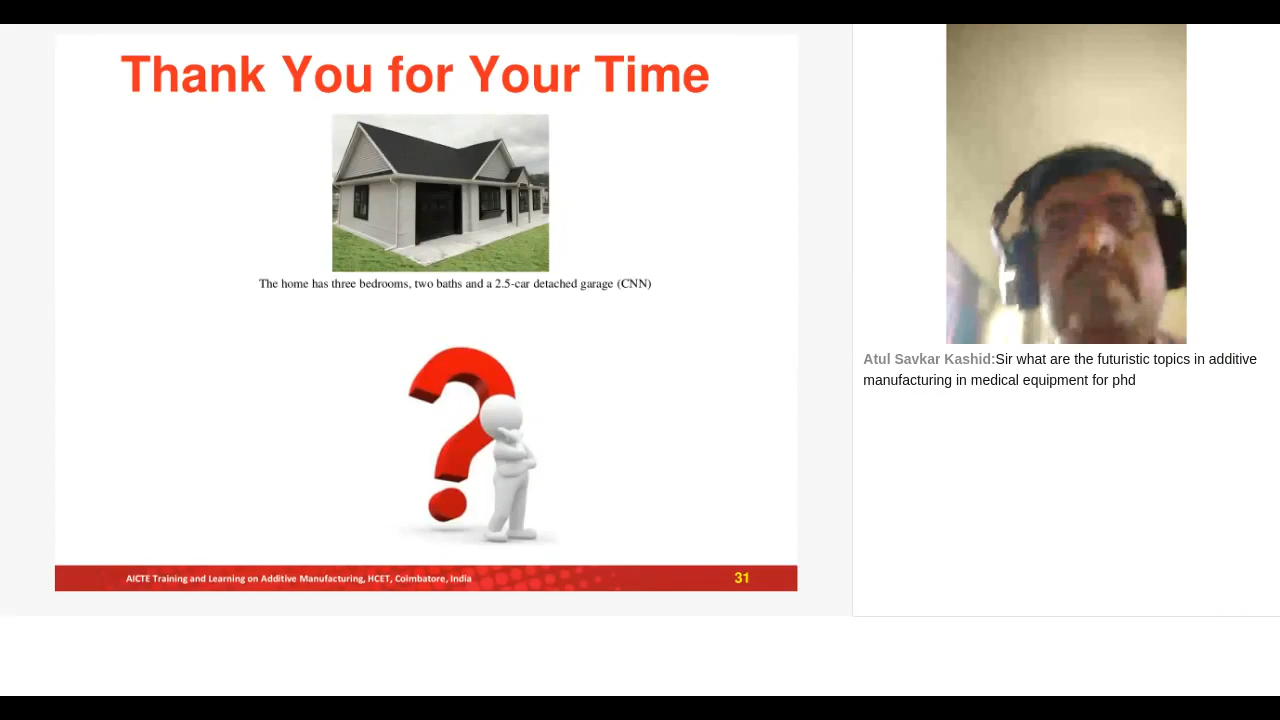 Thank You for Your Time
The home has three bedrooms, two baths and a 2.5-car detached garage (CNN)
AICTE Training and Learning on Additive Manufacturing, HCET, Coimbatore, India
31
Atul Savkar Kashid:Sir what are the futuristic topics in additive
manufacturing in medical equipment for phd